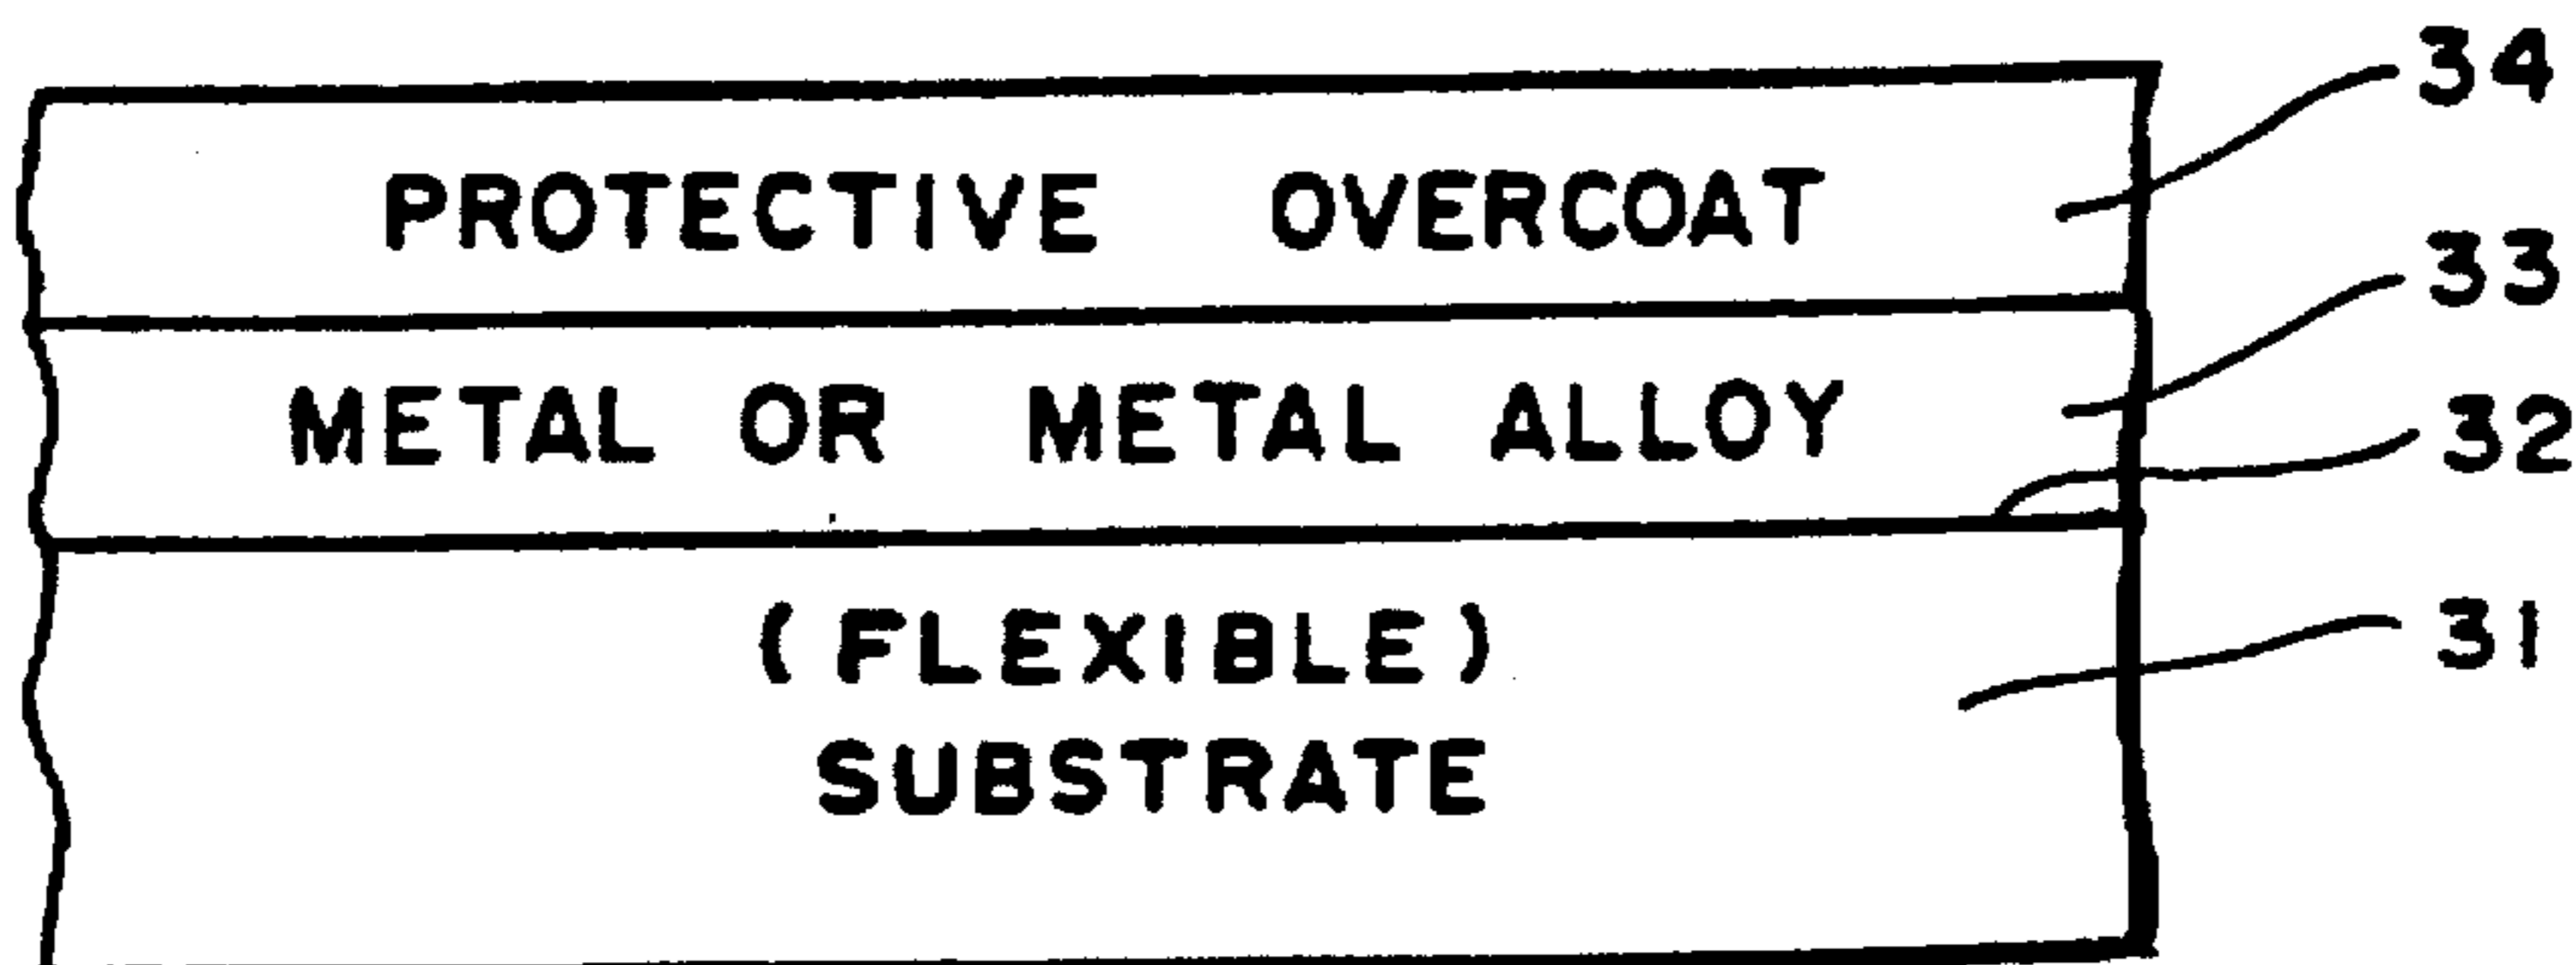 34
PROTECTIVE OVERCOAT
33
METAL OR METAL ALLOY
32
(FLEXIBLE)
31
SUBSTRATE